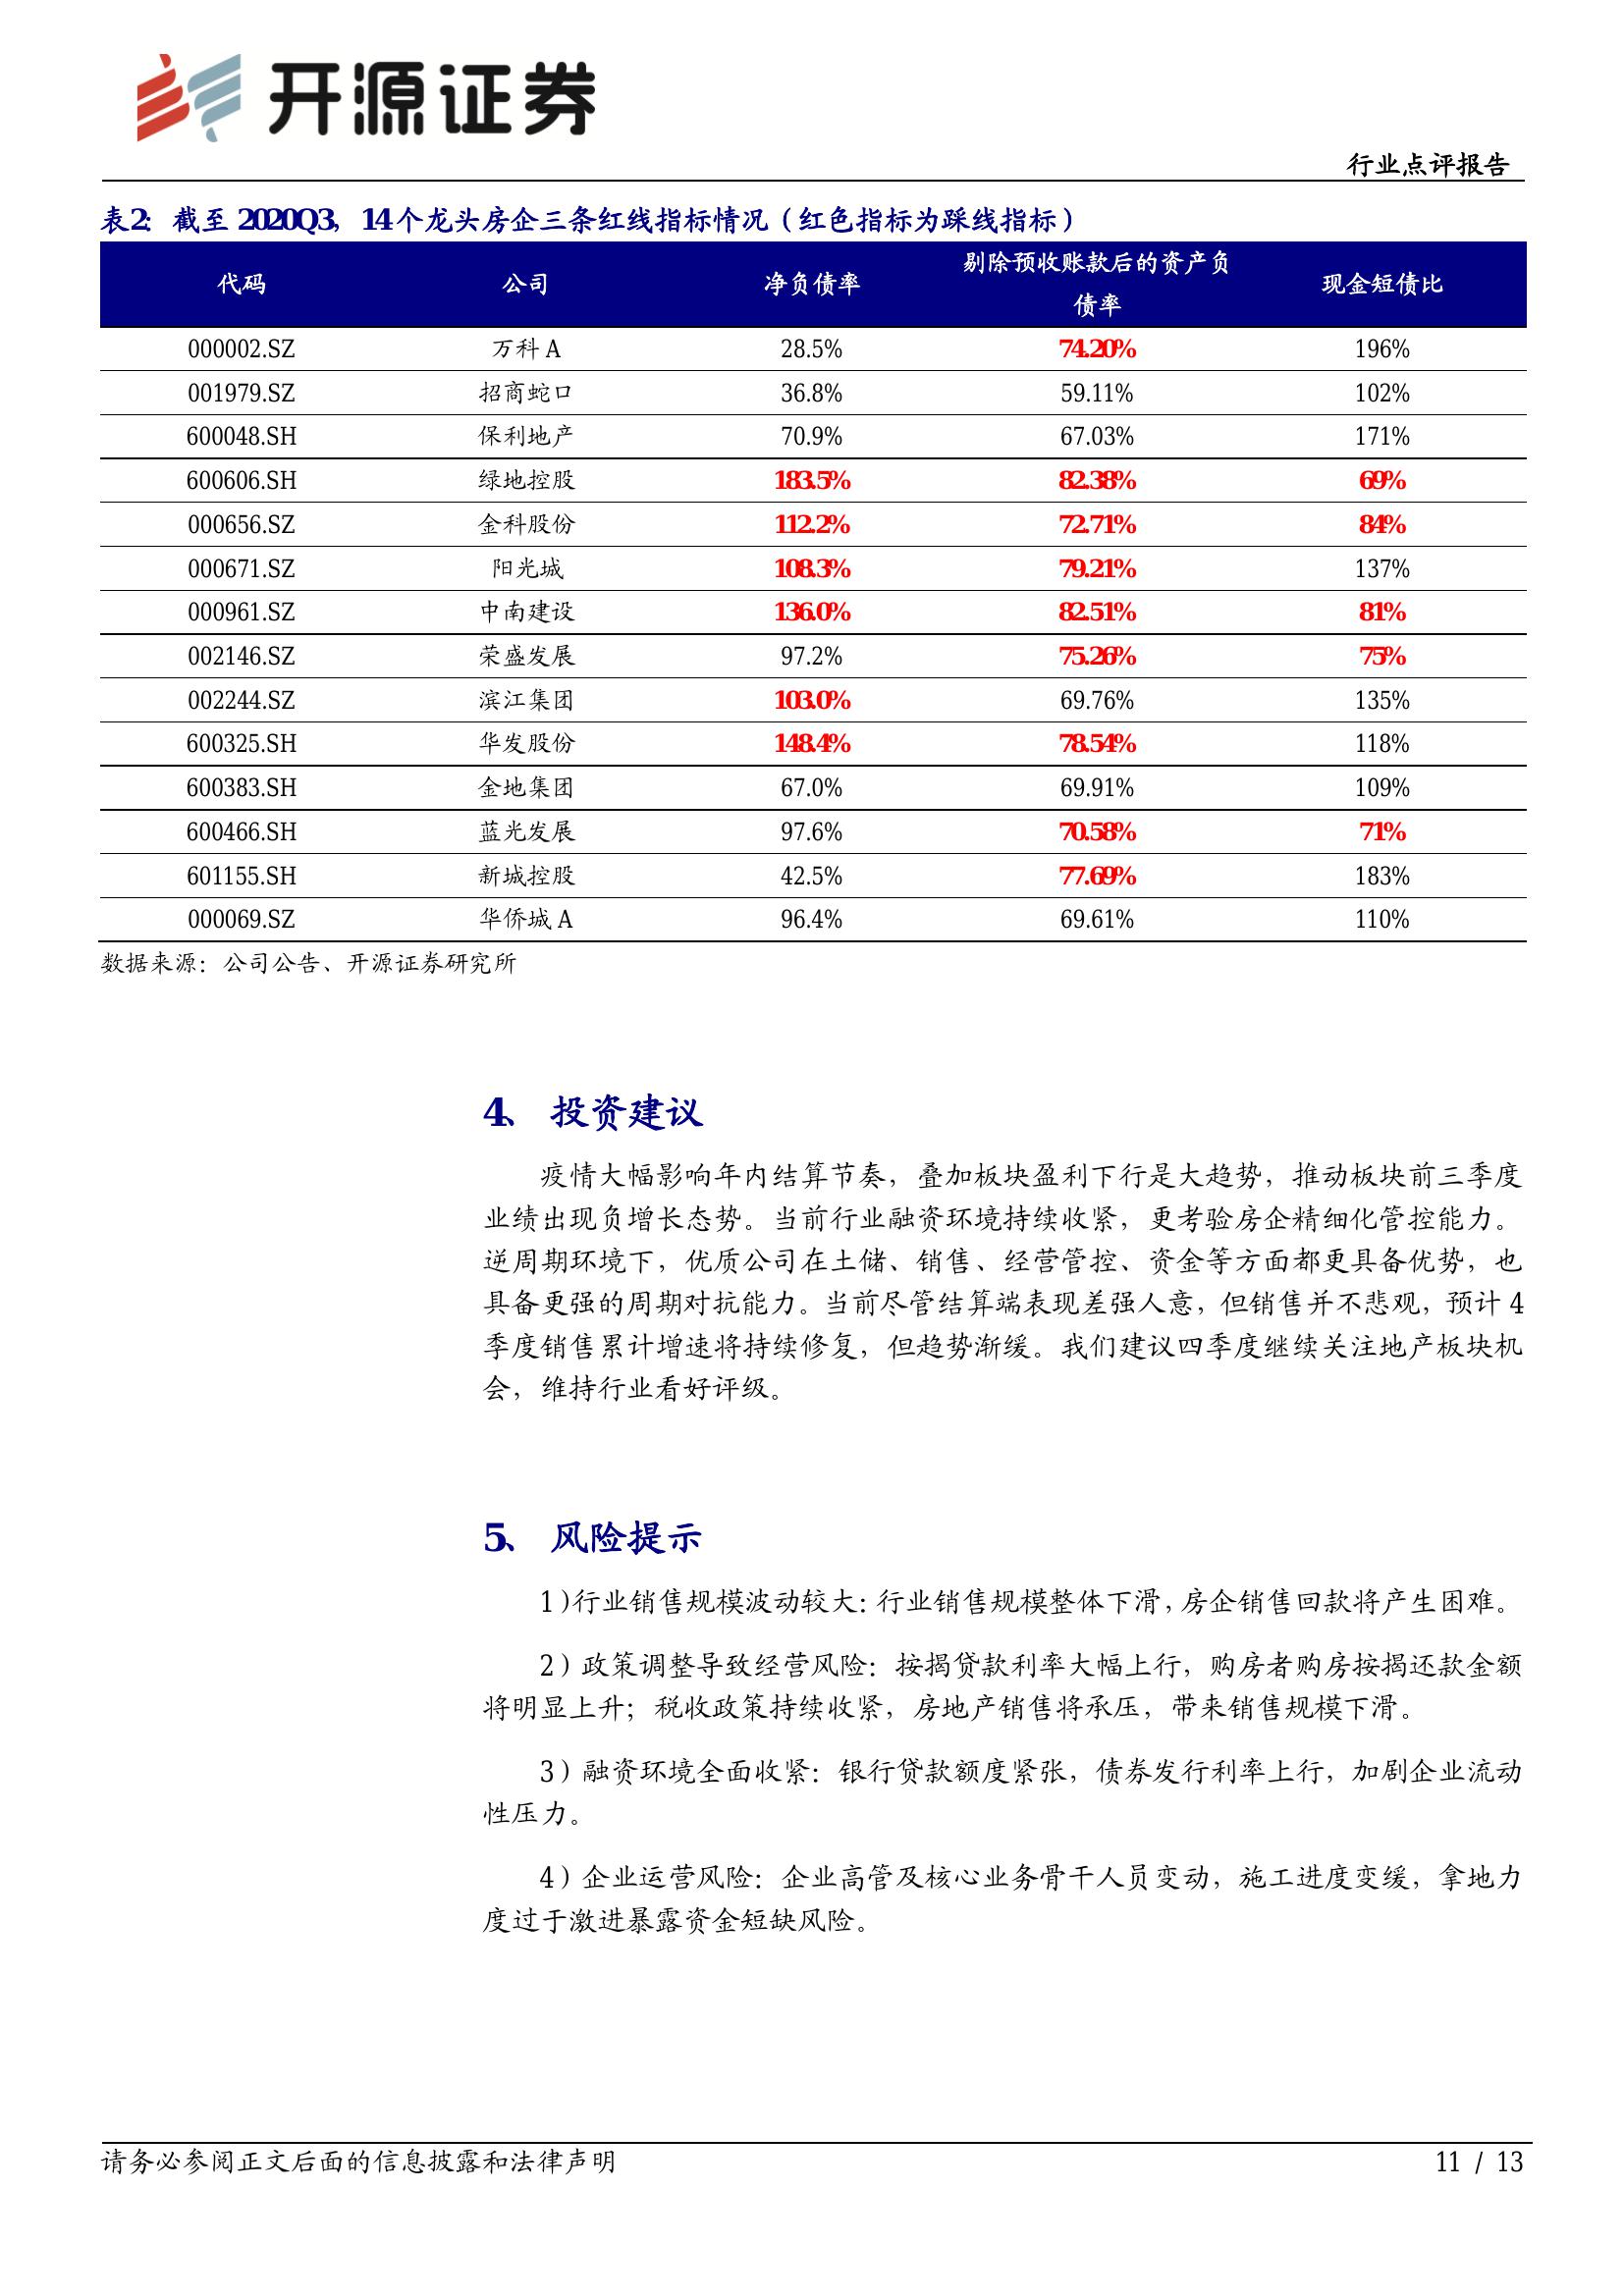 开源证券
行业点评报告
表2：截至 2020Q3，14 个龙头房企三条红线指标情况（红色指标为踩线指标）
代码 公司 净负债率 剔除预收账款后的资产负债率 现金短债比
000002.SZ 万科 A 28.5% 74.20% 196%
001979.SZ 招商蛇口 36.8% 59.11% 102%
600048.SH 保利地产 70.9% 67.03% 171%
600606.SH 绿地控股 183.5% 82.38% 69%
000656.SZ 金科股份 112.2% 72.71% 84%
000671.SZ 阳光城 108.3% 79.21% 137%
000961.SZ 中南建设 136.0% 82.51% 81%
002146.SZ 荣盛发展 97.2% 75.26% 75%
002244.SZ 滨江集团 103.0% 69.76% 135%
600325.SH 华发股份 148.4% 78.54% 118%
600383.SH 金地集团 67.0% 69.91% 109%
600466.SH 蓝光发展 97.6% 70.58% 71%
601155.SH 新城控股 42.5% 77.69% 183%
000069.SZ 华侨城 A 96.4% 69.61% 110%
数据来源：公司公告、开源证券研究所
4、 投资建议
疫情大幅影响年内结算节奏，叠加板块盈利下行是大趋势，推动板块前三季度
业绩出现负增长态势。当前行业融资环境持续收紧，更考验房企精细化管控能力。
逆周期环境下，优质公司在土储、销售、经营管控、资金等方面都更具备优势，也
具备更强的周期对抗能力。当前尽管结算端表现差强人意，但销售并不悲观，预计 4
季度销售累计增速将持续修复，但趋势渐缓。我们建议四季度继续关注地产板块机
会，维持行业看好评级。
5、 风险提示
1）行业销售规模波动较大：行业销售规模整体下滑，房企销售回款将产生困难。
2）政策调整导致经营风险：按揭贷款利率大幅上行，购房者购房按揭还款金额
将明显上升；税收政策持续收紧，房地产销售将承压，带来销售规模下滑。
3）融资环境全面收紧：银行贷款额度紧张，债券发行利率上行，加剧企业流动
性压力。
4）企业运营风险：企业高管及核心业务骨干人员变动，施工进度变缓，拿地力
度过于激进暴露资金短缺风险。
请务必参阅正文后面的信息披露和法律声明
11 / 13